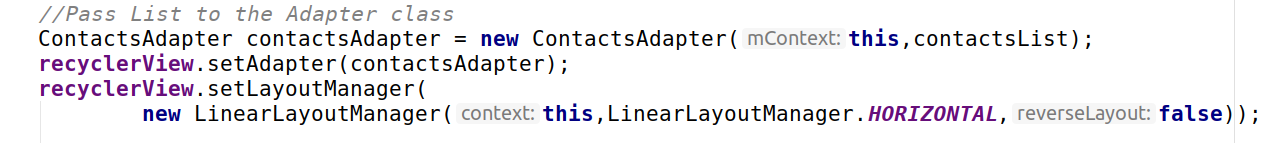 //Pass List to the Adapter class
ContactsAdapter contactsAdapter = new ContactsAdapter( mContext: this,contactsList);
recyclerView.setAdapter(contactsAdapter);
recyclerView.setLayoutManager(
new LinearLayoutManager( context: this,LinearLayoutManager.HORIZONTAL, reverseLayout: false));